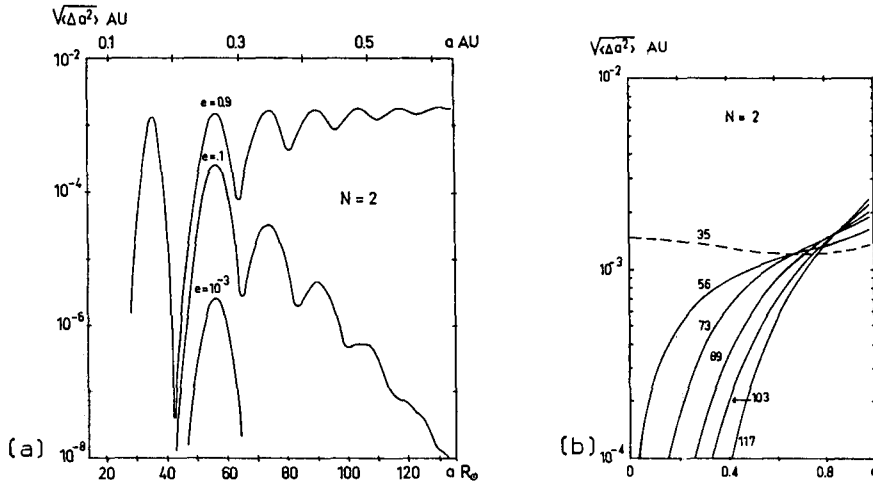 √⟨Δa²⟩ AU
0.1 0.3 0.5 a AU
10⁻²
10⁻⁴
10⁻⁶
10⁻⁸
e = 0.9
e = .1
e = 10⁻³
N = 2
20 40 60 80 100 120 a R⊙
(a)
√⟨Δa²⟩ AU
10⁻²
10⁻³
10⁻⁴
N = 2
35
56
73
89
103
117
0 0.4 0.8 e
(b)